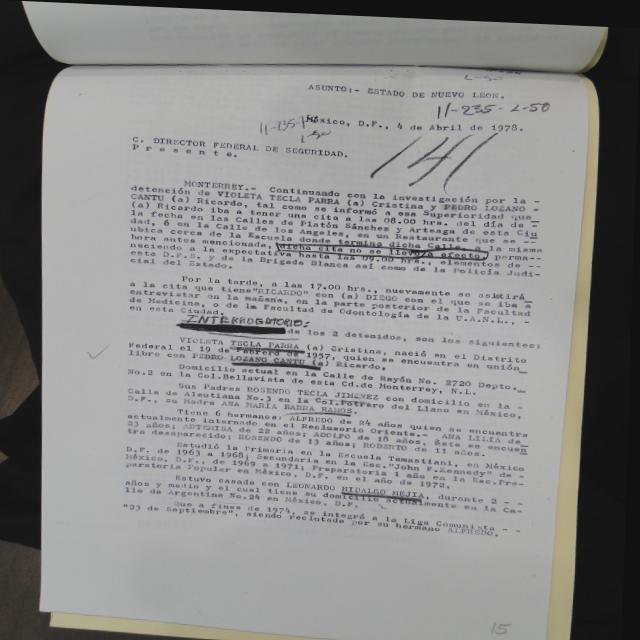 ASUNTO:- ESTADO DE NUEVO LEON.
11-235-L-50
México, D.F., 4 de Abril de 1978.
C. DIRECTOR FEDERAL DE SEGURIDAD.
P r e s e n t e.
141
MONTERREY.- Continuando con la investigación por la -
detención de VIOLETA TECLA PARRA (a) Cristina y PEDRO LOZANO -
CANTU (a) Ricardo, tal como se informó a esa Superioridad que
(a) Ricardo iba a tener una cita a las 08.00 hrs. del día de -
la fecha en las Calles de Platón Sánchez y Arteaga de esta Ciu
dad, ó en la Calle de los Angeles, en un Restaurante que se --
ubica cerca de la Escuela donde termina dicha Calle, a la misma
hora antes mencionada, dicha cita no se llevó a efecto, perma--
neciendo a la expectativa hasta las 09.00 hrs., elementos de --
esta D.F.S. y de la Brigada Blanca así como de la Policía Judi-
cial del Estado.
Por la tarde, a las 17.00 hrs., nuevamente se asistirá
a la cita que tiene "RICARDO" con (a) DIEGO con el que se iba a
entrevistar en la mañana, en la parte posterior de la Facultad
de Medicina, o de la Facultad de Odontología de la U.A.N.L., -
en esta Ciudad.
INTERROGATORIO:
de los 2 detenidos, son los siguientes:
VIOLETA TECLA PARRA (a) Cristina, nació en el Distrito
Federal el 19 de Febrero de 1957, quien se encuentra en unión
libre con PEDRO LOZANO CANTU (a) Ricardo.
Domicilio actual en la Calle de Rayón No. 2720 Depto.
No.2 en la Col.Bellavista de esta Cd.de Monterrey, N.L.
Sus Padres ROSENDO TECLA JIMENEZ con domicilio en la -
Calle de Aleutiana No.3 en la Col.Potrero del Llano en México,
D.F., su Madre ANA MARIA PARRA RAMOS.
Tiene 6 hermanos: ALFREDO de 24 años quien se encuentra
actualmente internado en el Reclusorio Oriente.- ANA LILIA de
23 años; ARTEMISA de 22 años; ADOLFO de 18 años, éste se encuen
tra desaparecido; ROSENDO de 13 años; ROBERTO de 11 años.
Estudió la Primaria en la Escuela Tomastlani, en México
D.F. de 1963 a 1968; Secundaria en la Esc."John F.Kennedy" de -
México, D.F., de 1969 a 1971; Preparatoria 1 año en la Esc.Pre-
paratoria Popular en México, D.F. en el año de 1972.
Estuvo casada con LEONARDO HIDALGO MEJIA, durante 2 - -
años y medio y el cual tiene su domicilio actualmente en la Ca-
lle de Argentina No.24 en México, D.F.
Que a fines de 1974, se integró a la Liga Comunista - -
"23 de Septiembre", siendo reclutada por su hermano ALFREDO.
15